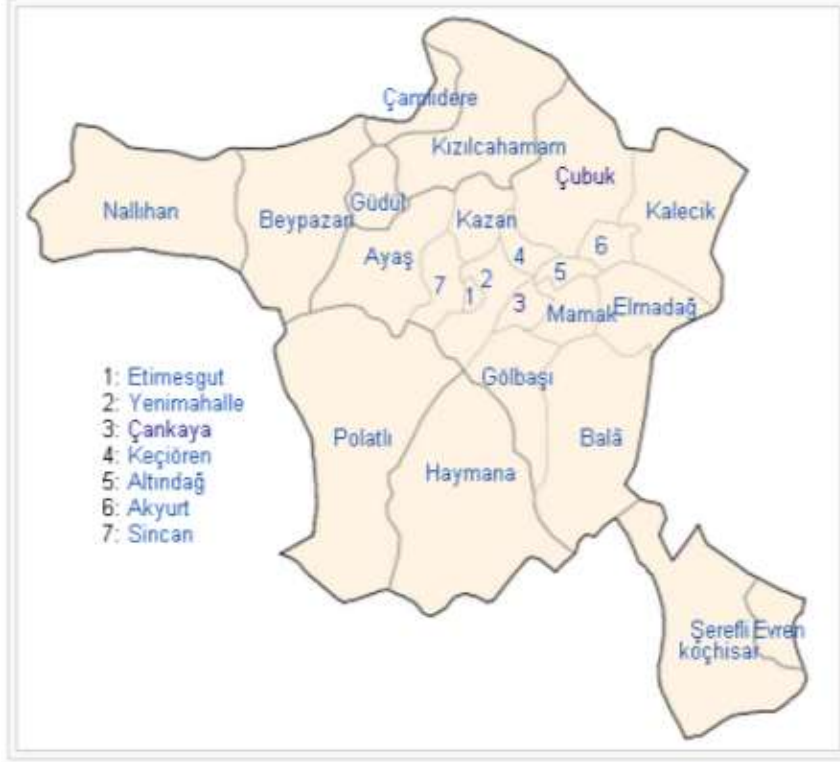 Çamlıdere
Kızılcahamam
Çubuk
Nallıhan
Beypazarı
Güdül
Kazan
Kalecik
Ayaş
4
6
5
7
2
1
3
Mamak
Elmadağ
Gölbaşı
Polatlı
Haymana
Balâ
1: Etimesgut
2: Yenimahalle
3: Çankaya
4: Keçiören
5: Altındağ
6: Akyurt
7: Sincan
Şerefli
koçhisar
Evren